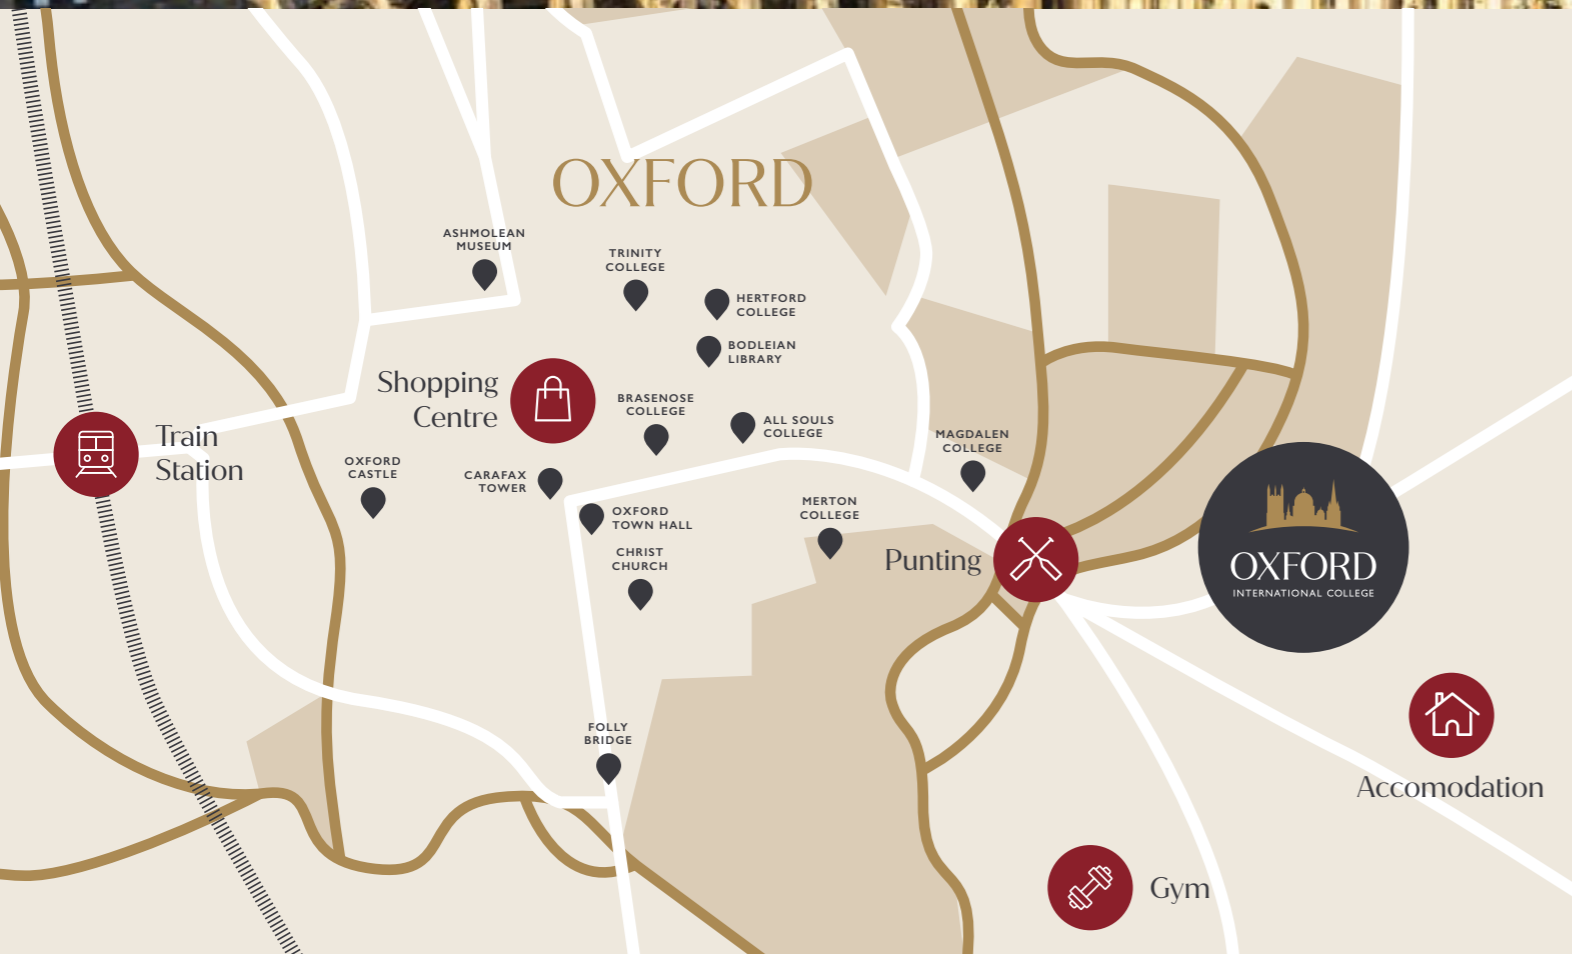 OXFORD
ASHMOLEAN
MUSEUM
TRINITY
COLLEGE
HERTFORD
COLLEGE
BODLEIAN
LIBRARY
Shopping
Centre
BRASENOSE
COLLEGE
ALL SOULS
COLLEGE
MAGDALEN
COLLEGE
Train
Station
OXFORD
CASTLE
CARAFAX
TOWER
OXFORD
TOWN HALL
MERTON
COLLEGE
CHRIST
CHURCH
Punting
OXFORD
INTERNATIONAL COLLEGE
FOLLY
BRIDGE
Accomodation
Gym